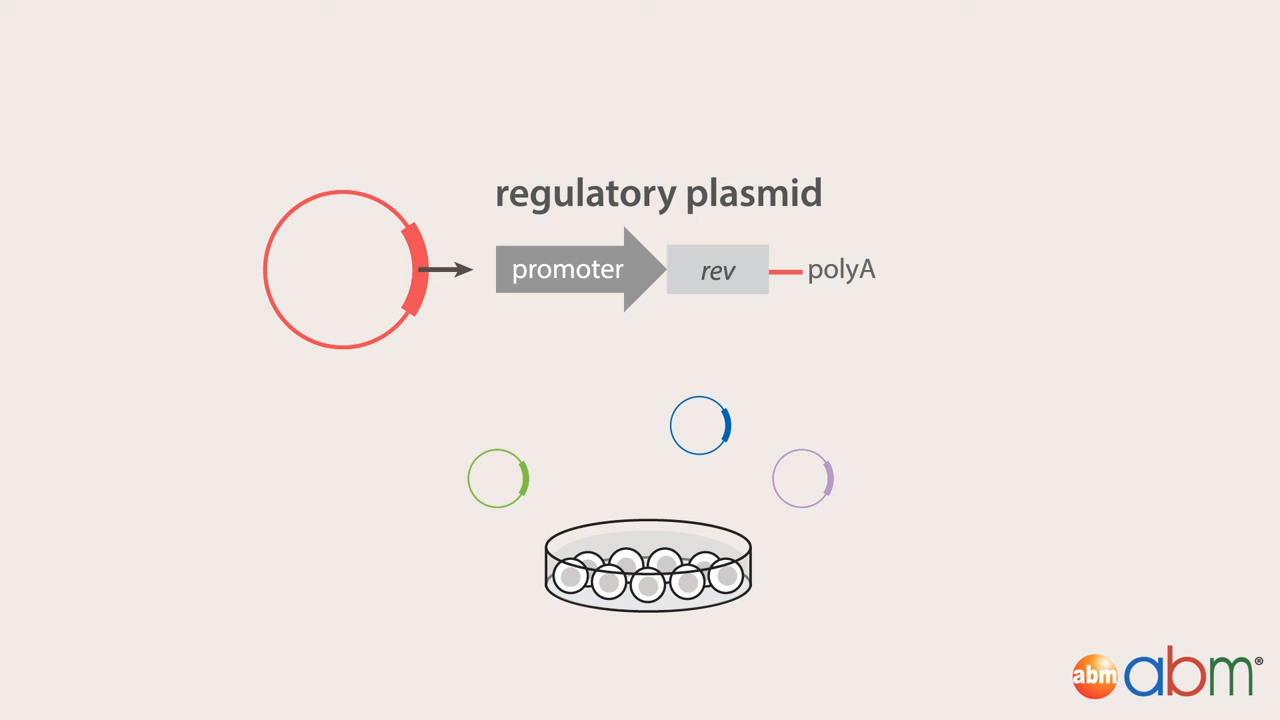 regulatory plasmid
promoter
rev
polyA
abm abm®